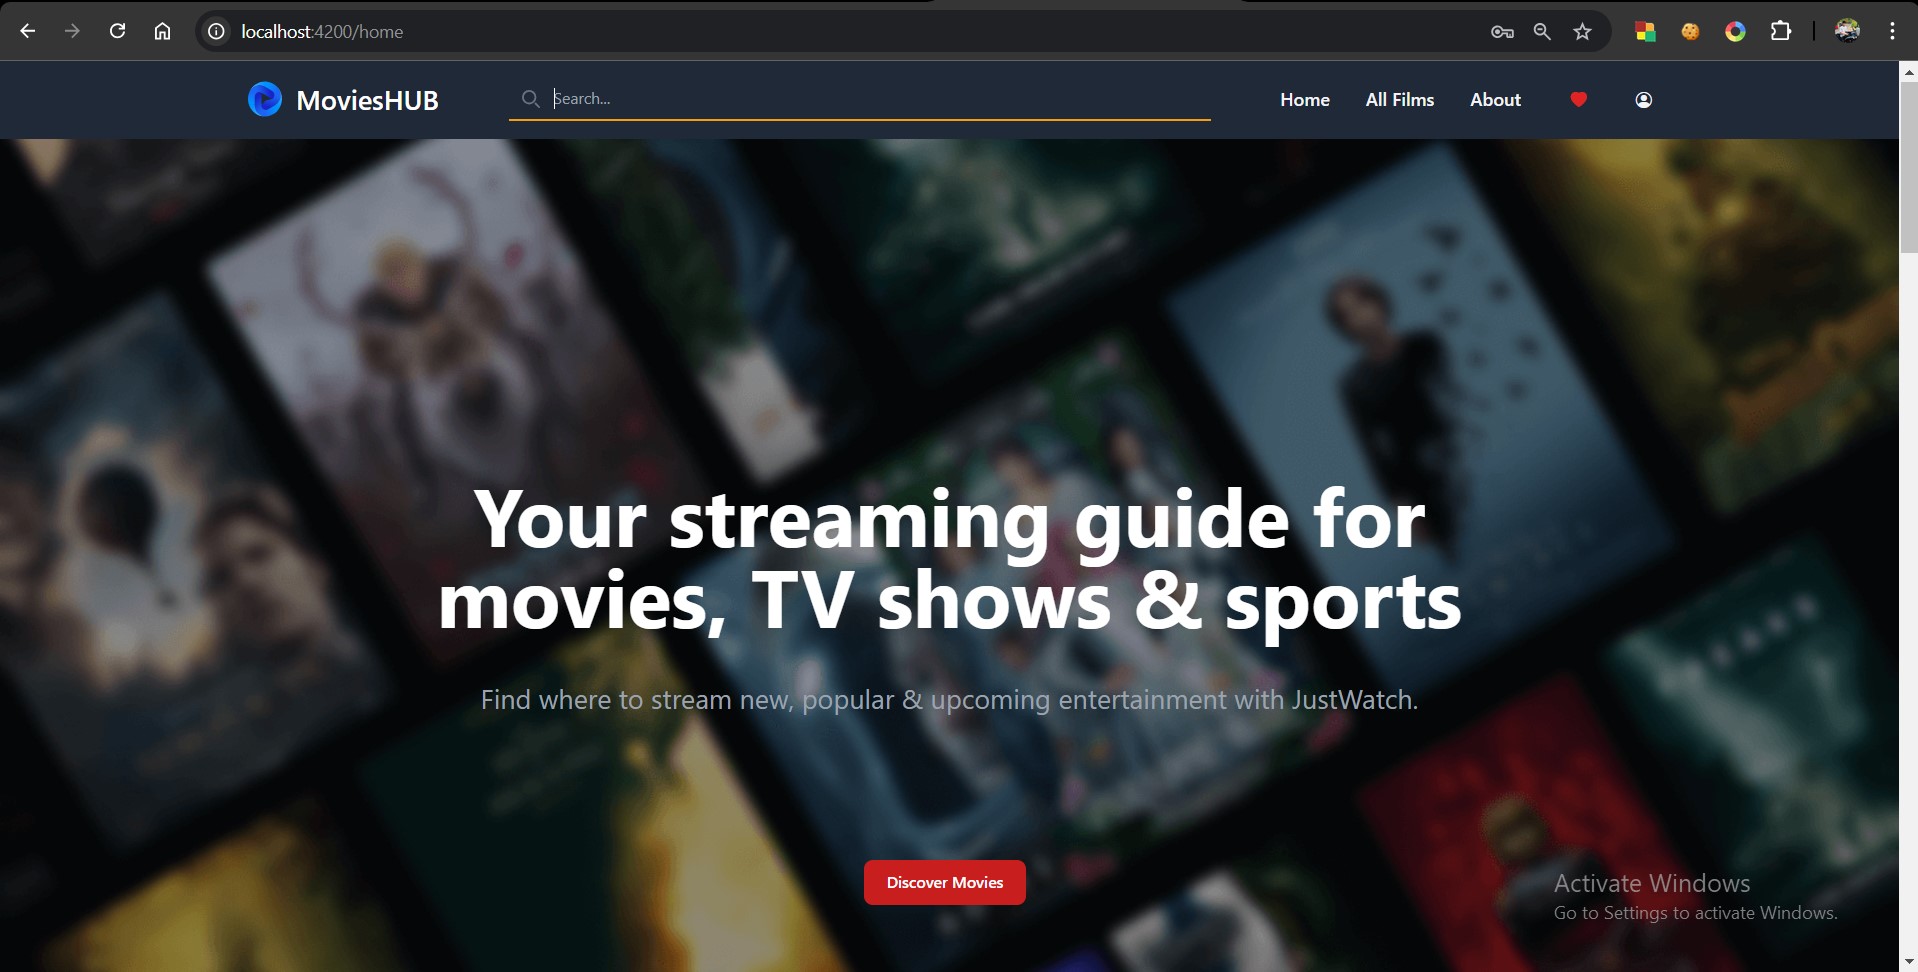 localhost:4200/home
MoviesHUB
Search...
Home
All Films
About
Your streaming guide for
movies, TV shows & sports
Find where to stream new, popular & upcoming entertainment with JustWatch.
Discover Movies
Activate Windows
Go to Settings to activate Windows.